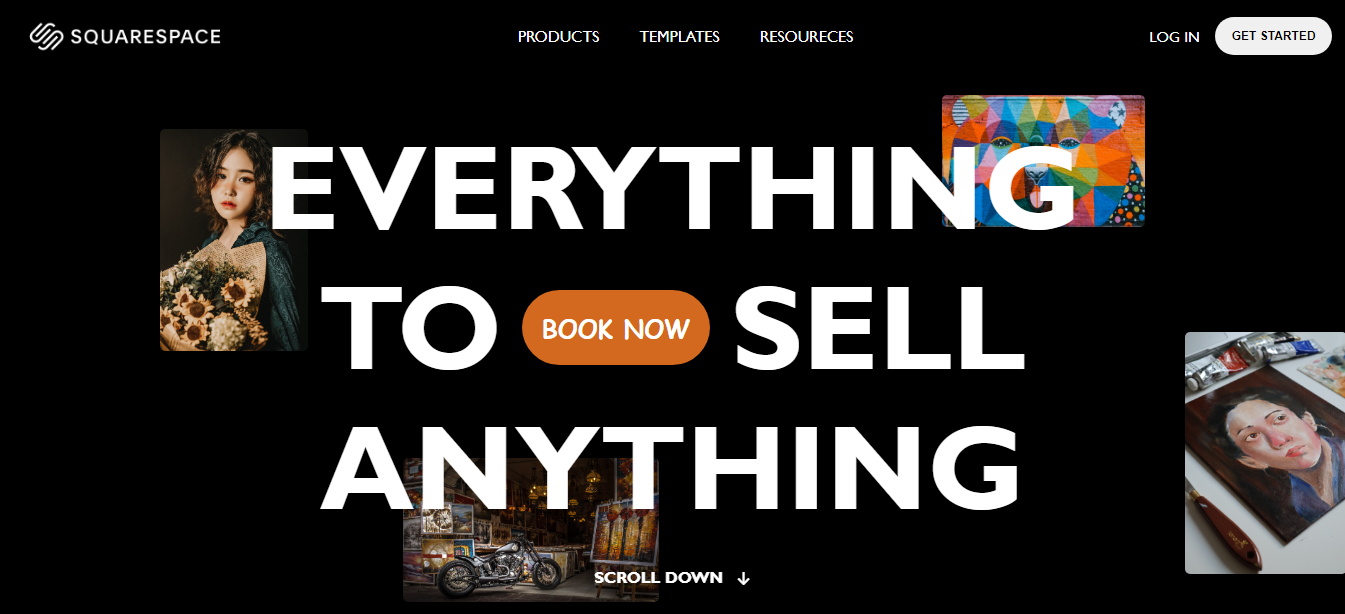 SQUARESPACE
PRODUCTS TEMPLATES RESOURECES
LOG IN GET STARTED
EVERYTHING
TO BOOK NOW SELL
ANYTHING
SCROLL DOWN ↓